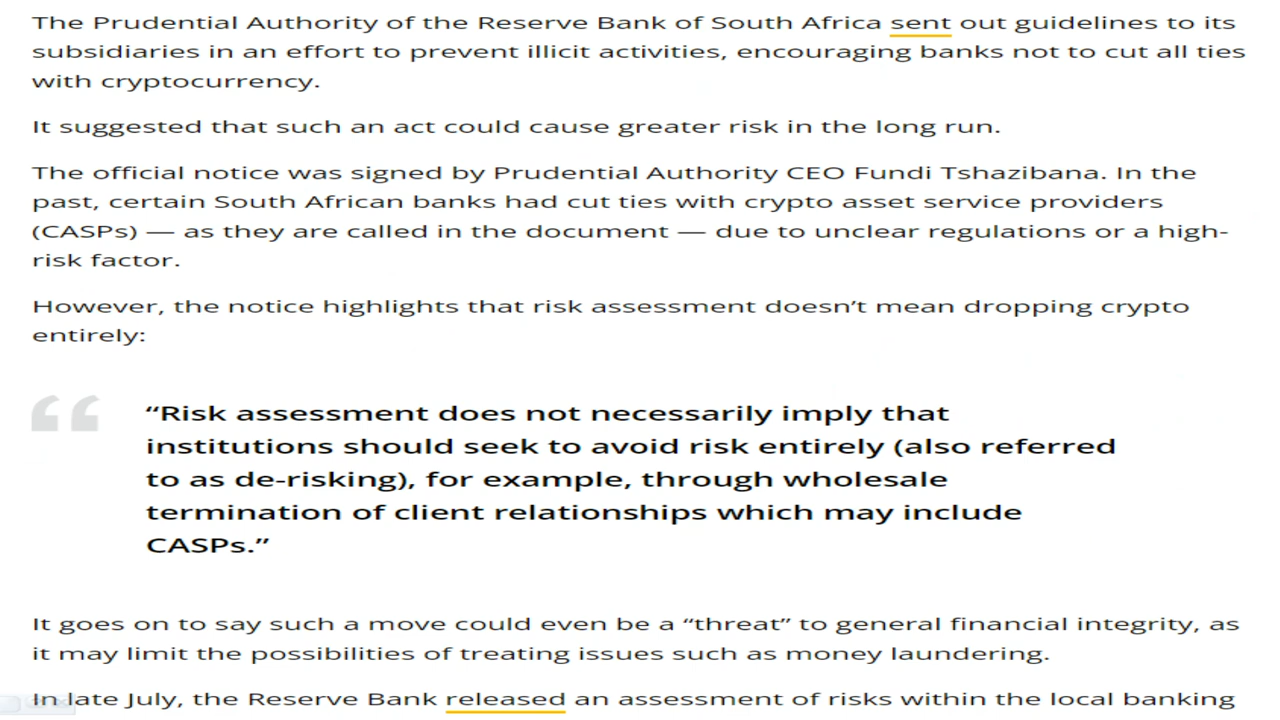 The Prudential Authority of the Reserve Bank of South Africa sent out guidelines to its
subsidiaries in an effort to prevent illicit activities, encouraging banks not to cut all ties
with cryptocurrency.
It suggested that such an act could cause greater risk in the long run.
The official notice was signed by Prudential Authority CEO Fundi Tshazibana. In the
past, certain South African banks had cut ties with crypto asset service providers
(CASPs) — as they are called in the document — due to unclear regulations or a high-
risk factor.
However, the notice highlights that risk assessment doesn’t mean dropping crypto
entirely:
“Risk assessment does not necessarily imply that
institutions should seek to avoid risk entirely (also referred
to as de-risking), for example, through wholesale
termination of client relationships which may include
CASPs.”
It goes on to say such a move could even be a “threat” to general financial integrity, as
it may limit the possibilities of treating issues such as money laundering.
In late July, the Reserve Bank released an assessment of risks within the local banking